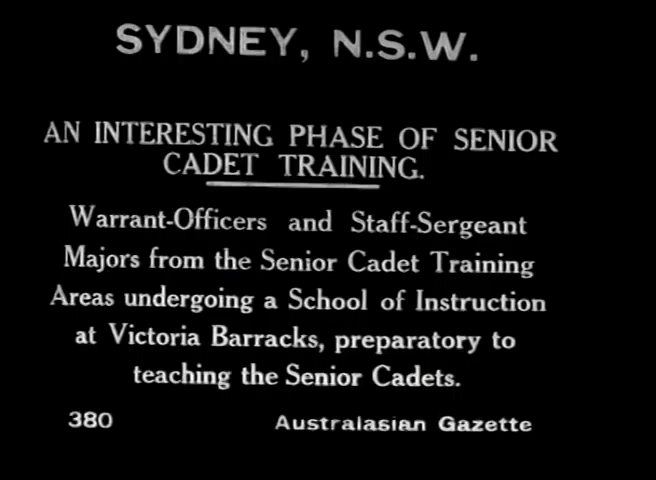 SYDNEY, N.S.W.
AN INTERESTING PHASE OF SENIOR
CADET TRAINING.
Warrant-Officers and Staff-Sergeant
Majors from the Senior Cadet Training
Areas undergoing a School of Instruction
at Victoria Barracks, preparatory to
teaching the Senior Cadets.
380 Australasian Gazette